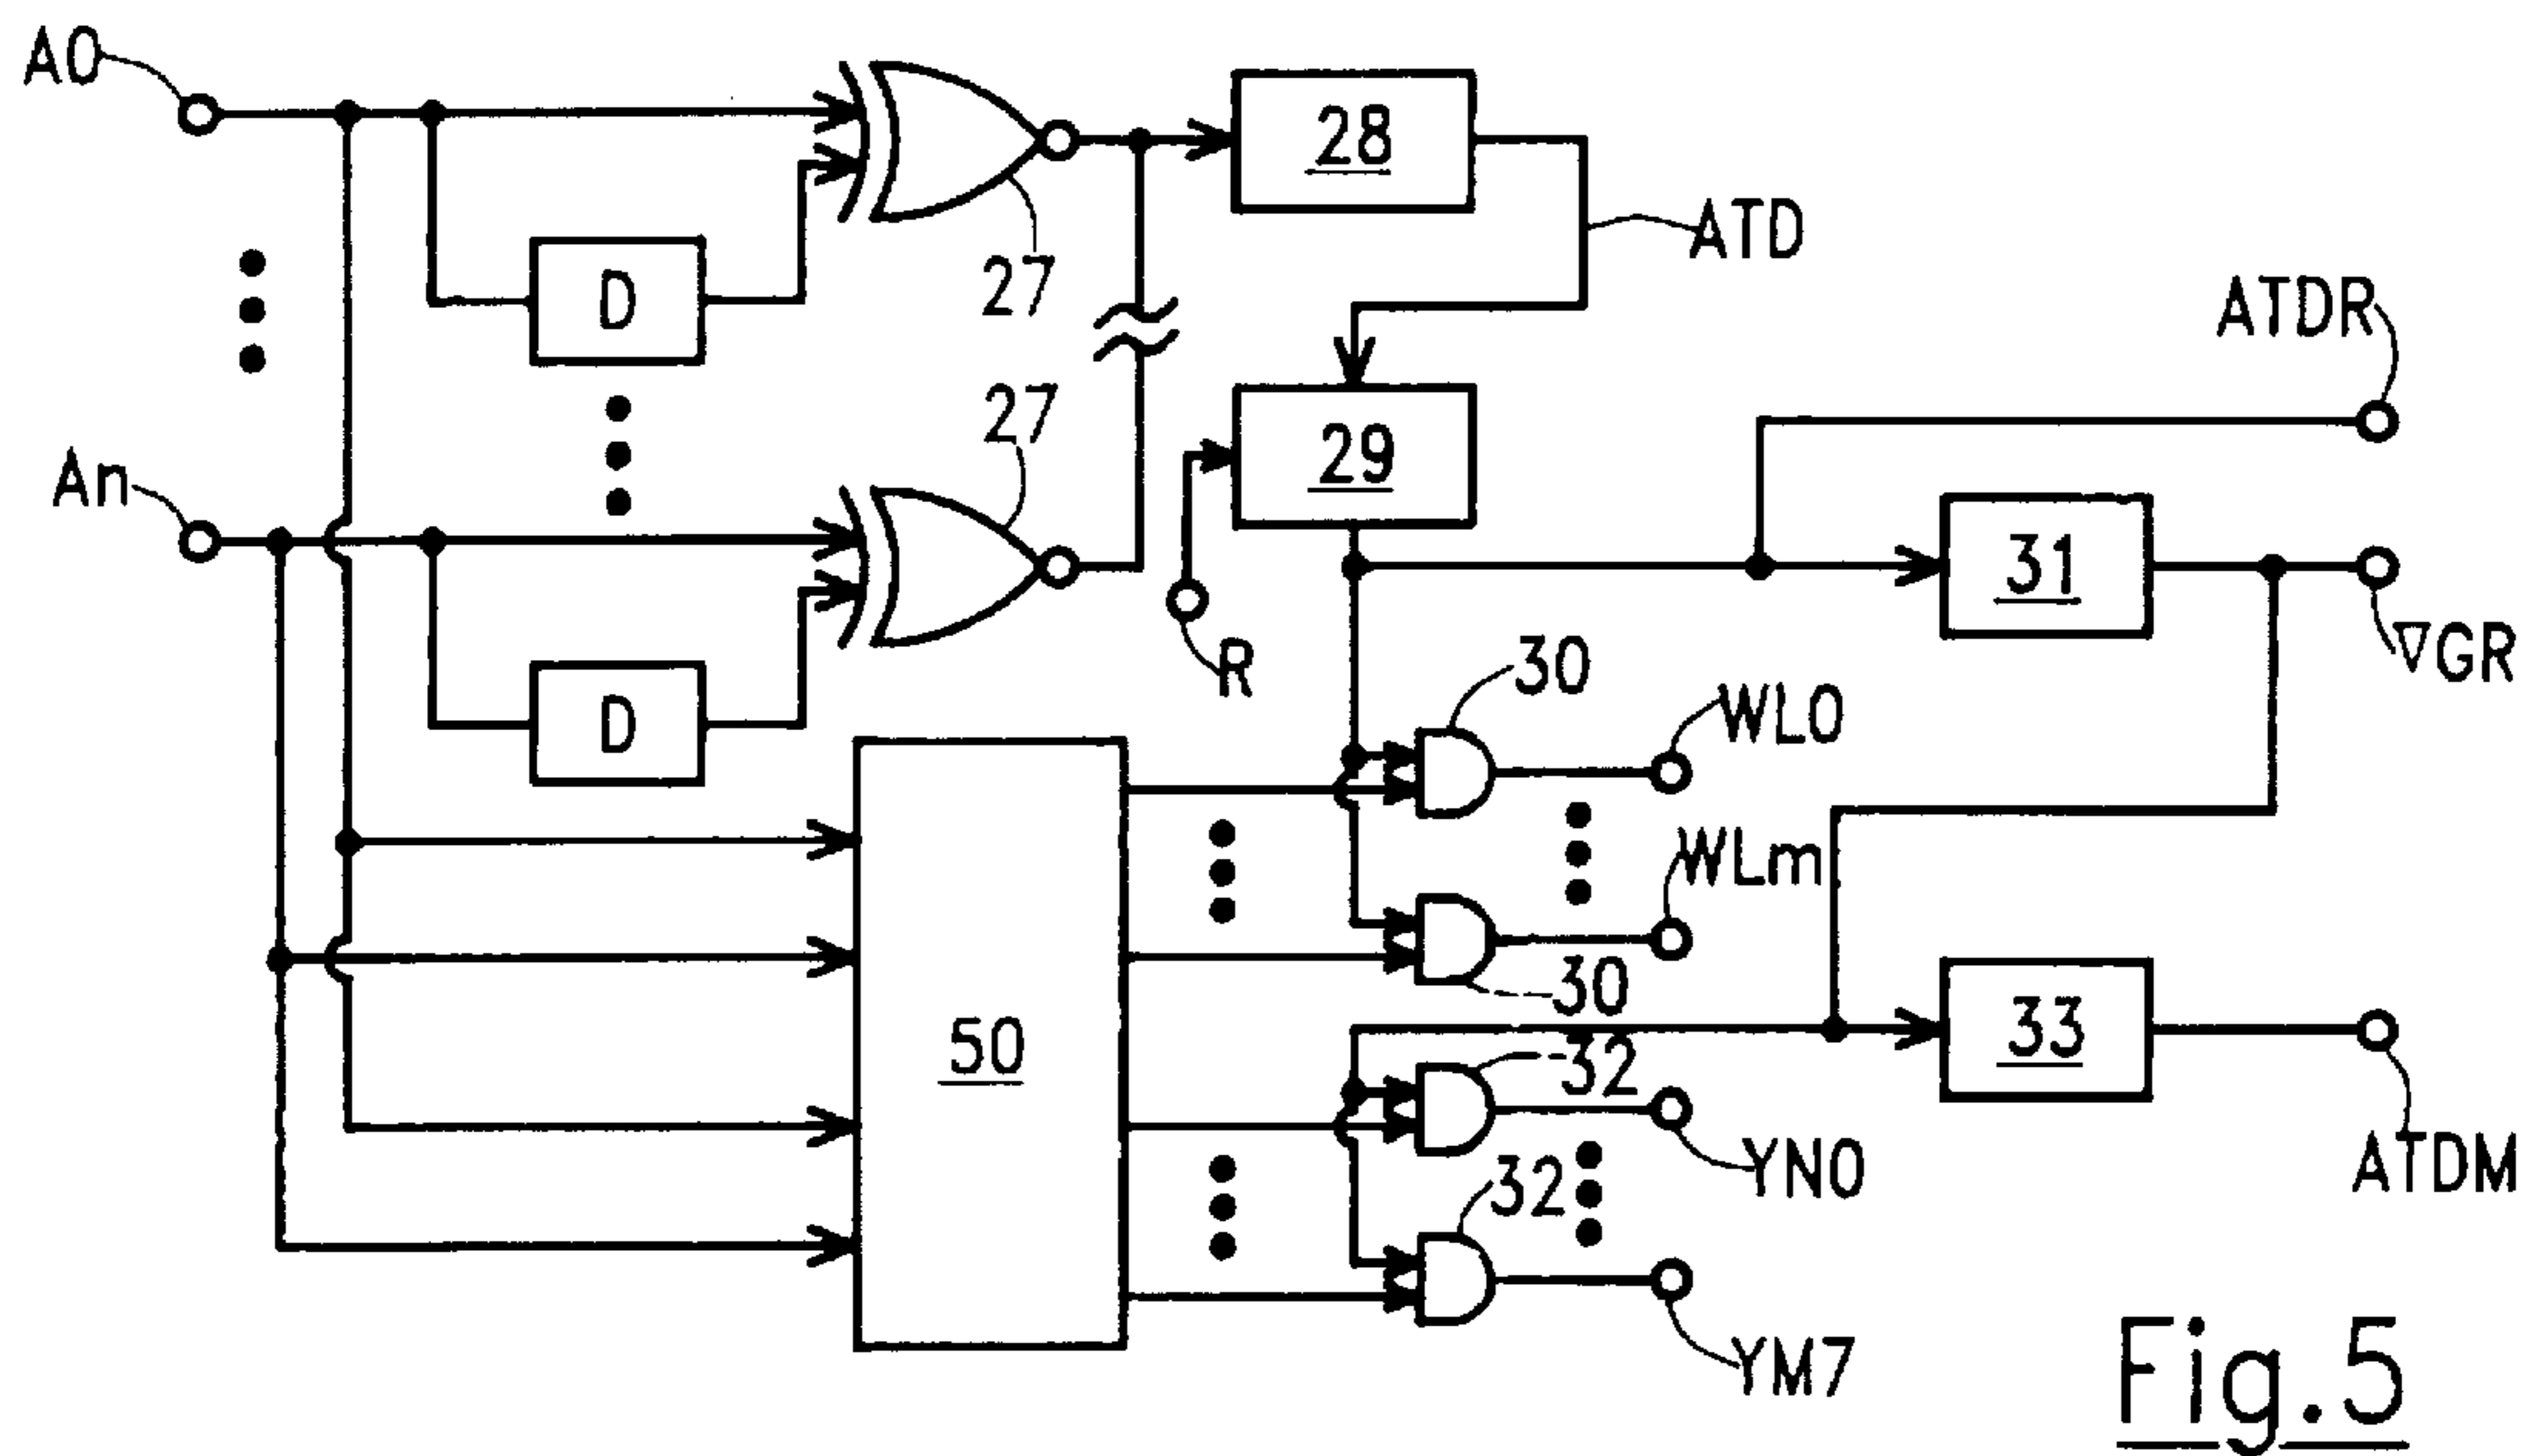 A0
28
ATD
D
27
ATDR
27
An
29
31
R
∇GR
30
WL0
D
WLm
30
50
33
32
YN0
32
ATDM
YM7
Fig.5